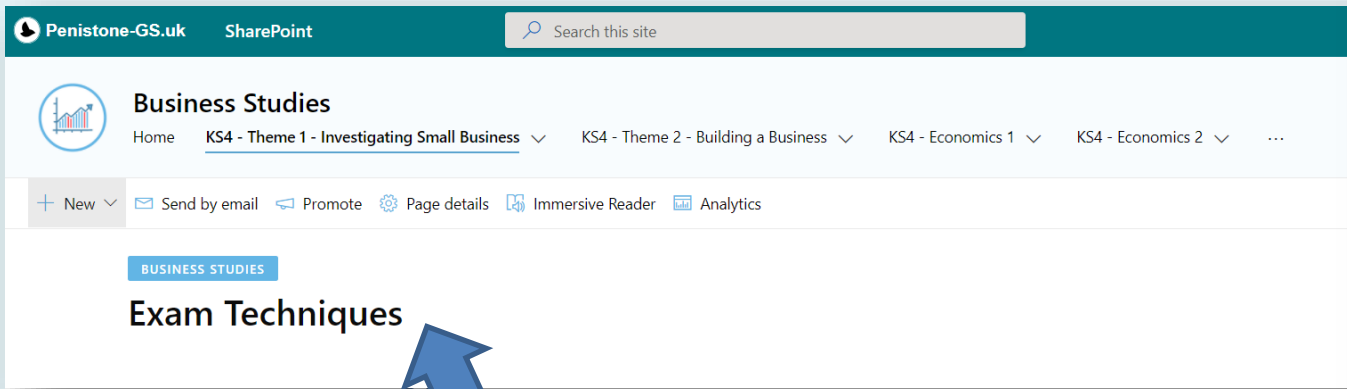 Penistone-GS.uk SharePoint Search this site
Business Studies
Home KS4 - Theme 1 - Investigating Small Business KS4 - Theme 2 - Building a Business KS4 - Economics 1 KS4 - Economics 2 ...
+ New Send by email Promote Page details Immersive Reader Analytics
BUSINESS STUDIES
Exam Techniques